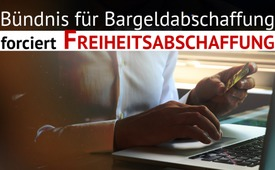 Bündnis für Bargeldabschaffung
forciert FREIHEITSABSCHAFFUNG